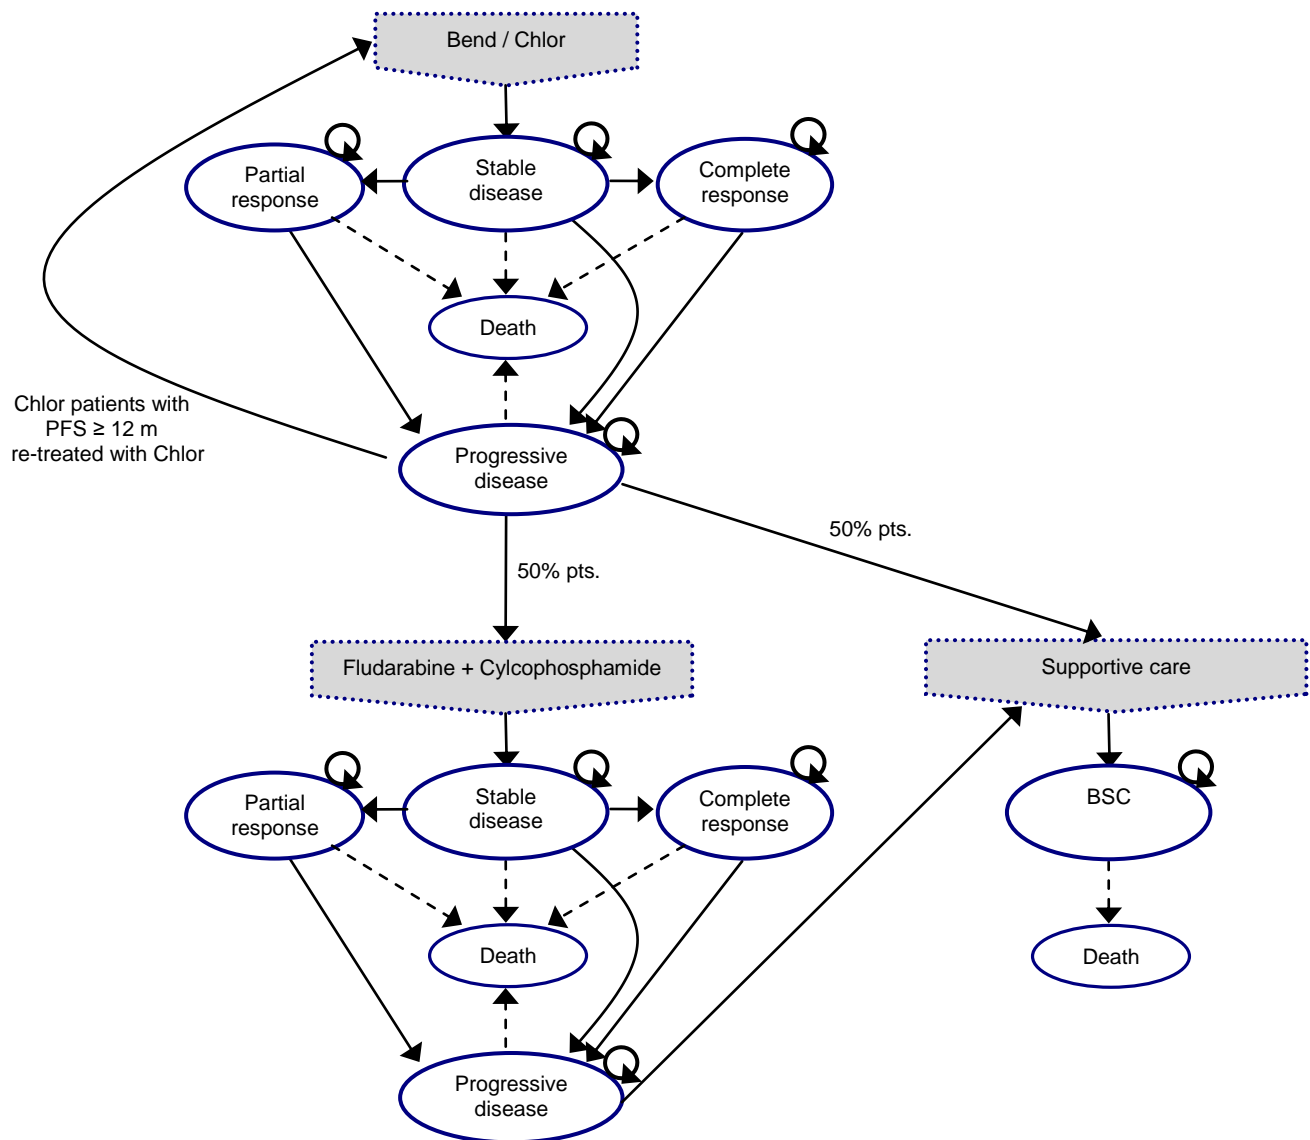 Bend / Chlor
Partial
response
Stable
disease
Complete
response
Death
Chlor patients with
PFS ≥ 12 m
re-treated with Chlor
Progressive
disease
50% pts.
50% pts.
Fludarabine + Cylcophosphamide
Supportive care
Partial
response
Stable
disease
Complete
response
BSC
Death
Death
Progressive
disease